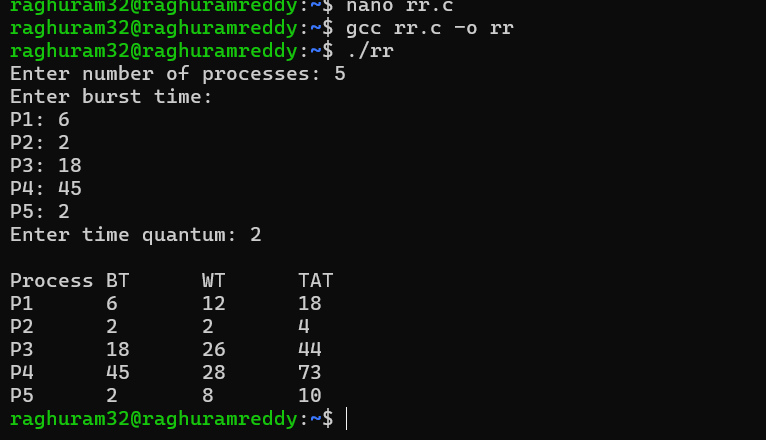 raghuram32@raghuramreddy:~$ nano rr.c
raghuram32@raghuramreddy:~$ gcc rr.c -o rr
raghuram32@raghuramreddy:~$ ./rr
Enter number of processes: 5
Enter burst time:
P1: 6
P2: 2
P3: 18
P4: 45
P5: 2
Enter time quantum: 2
Process BT WT TAT
P1 6 12 18
P2 2 2 4
P3 18 26 44
P4 45 28 73
P5 2 8 10
raghuram32@raghuramreddy:~$